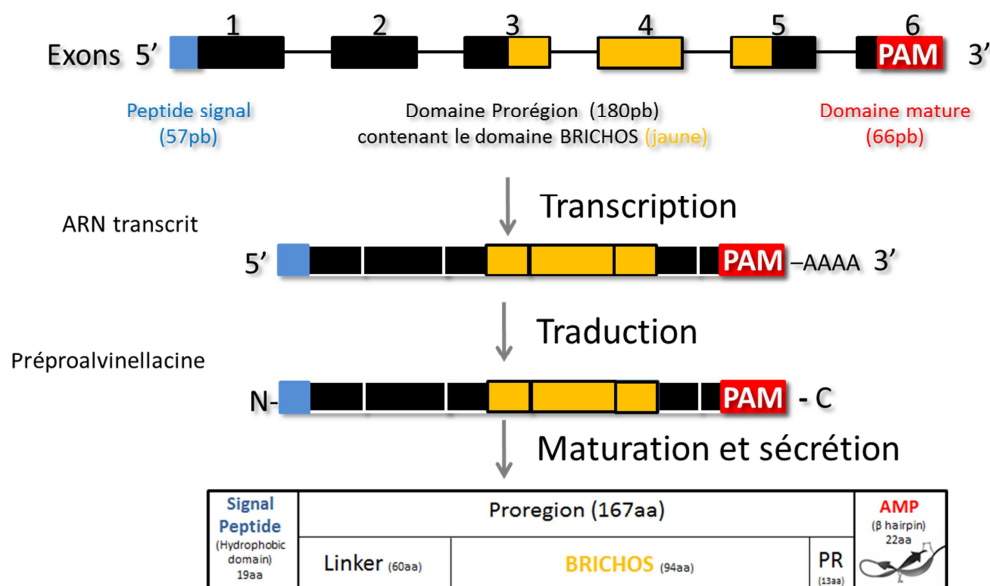 1 2 3 4 5 6
Exons 5’ PAM 3’
Peptide signal
(57pb)
Domaine Prorégion (180pb)
contenant le domaine BRICHOS (jaune)
Domaine mature
(66pb)
Transcription
ARN transcrit
5’ PAM –AAAA 3’
Traduction
Préproalvinellacine
N- PAM - C
Maturation et sécrétion
Signal
Peptide
(Hydrophobic
domain)
19aa
Proregion (167aa)
Linker (60aa)
BRICHOS (94aa)
PR
(13aa)
AMP
(β hairpin)
22aa